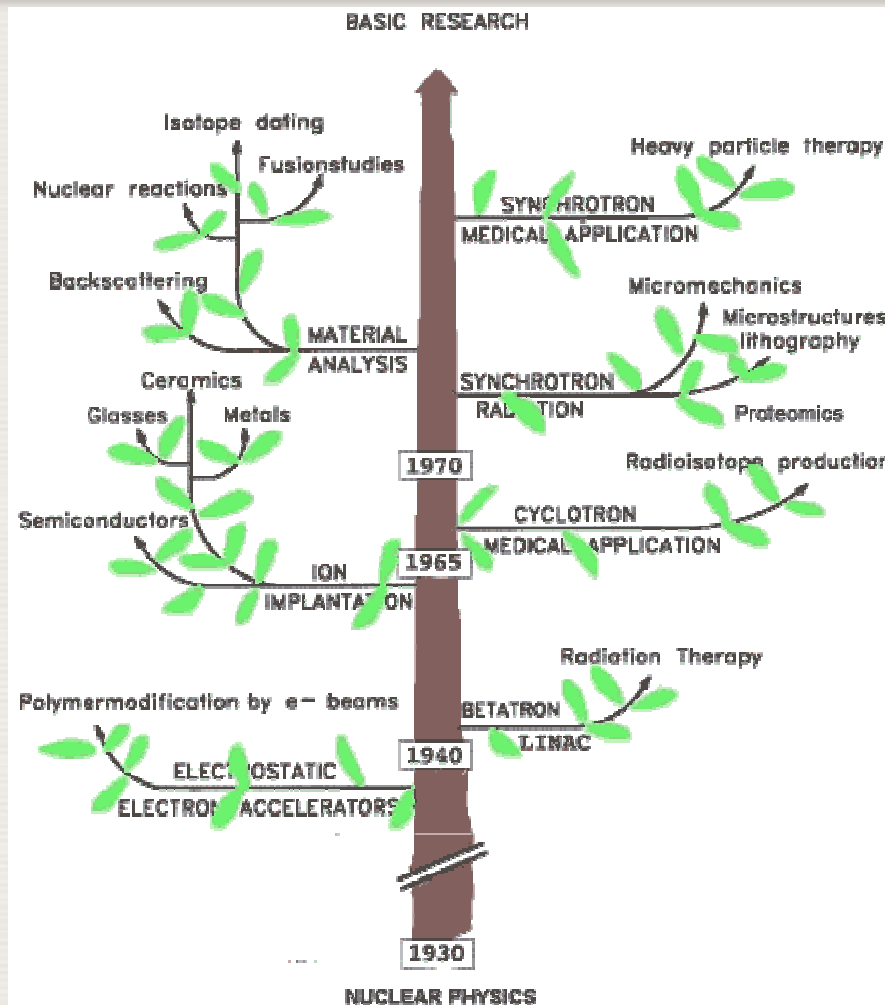 BASIC RESEARCH
Isotope dating
Fusionstudies
Nuclear reactions
Backscattering
MATERIAL
ANALYSIS
Heavy particle therapy
SYNCHROTRON
MEDICAL APPLICATION
Micromechanics
Microstructures
lithography
SYNCHROTRON
RADIATION
Proteomics
Ceramics
Glasses
Metals
Semiconductors
ION
IMPLANTATION
1970
Radioisotope production
CYCLOTRON
MEDICAL APPLICATION
1965
Radiation Therapy
BETATRON
LINAC
Polymermodification by e- beams
ELECTROSTATIC
ELECTRON ACCELERATORS
1940
1930
NUCLEAR PHYSICS